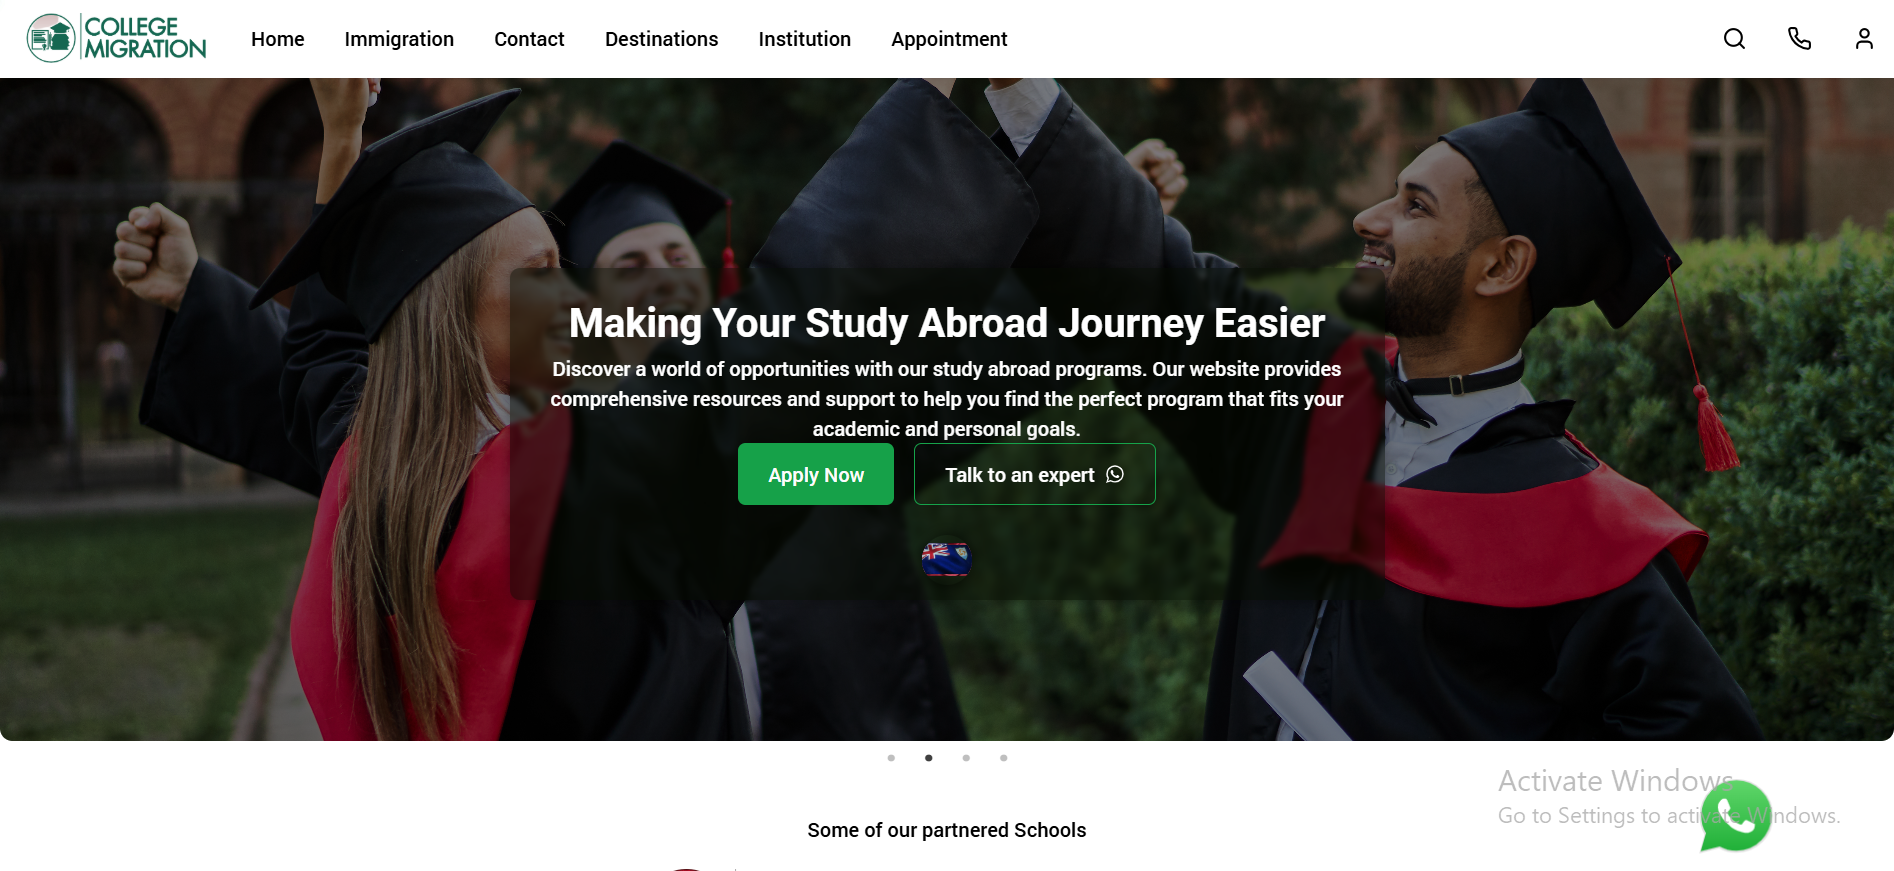 COLLEGE
MIGRATION
Home Immigration Contact Destinations Institution Appointment
Making Your Study Abroad Journey Easier
Discover a world of opportunities with our study abroad programs. Our website provides
comprehensive resources and support to help you find the perfect program that fits your
academic and personal goals.
Apply Now Talk to an expert
Activate Windows
Go to Settings to activate Windows.
Some of our partnered Schools